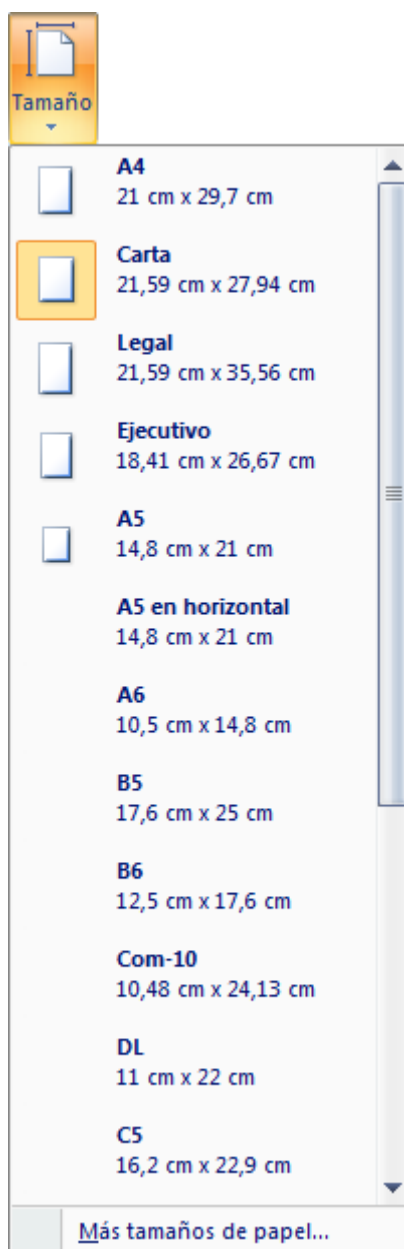 Tamaño
A4
21 cm x 29,7 cm
Carta
21,59 cm x 27,94 cm
Legal
21,59 cm x 35,56 cm
Ejecutivo
18,41 cm x 26,67 cm
A5
14,8 cm x 21 cm
A5 en horizontal
14,8 cm x 21 cm
A6
10,5 cm x 14,8 cm
B5
17,6 cm x 25 cm
B6
12,5 cm x 17,6 cm
Com-10
10,48 cm x 24,13 cm
DL
11 cm x 22 cm
C5
16,2 cm x 22,9 cm
Más tamaños de papel...